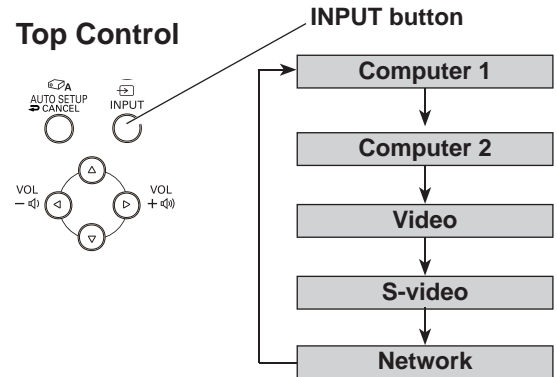 Top Control
INPUT button
A
AUTO SETUP
CANCEL
INPUT
VOL
−
VOL
+
Computer 1
Computer 2
Video
S-video
Network